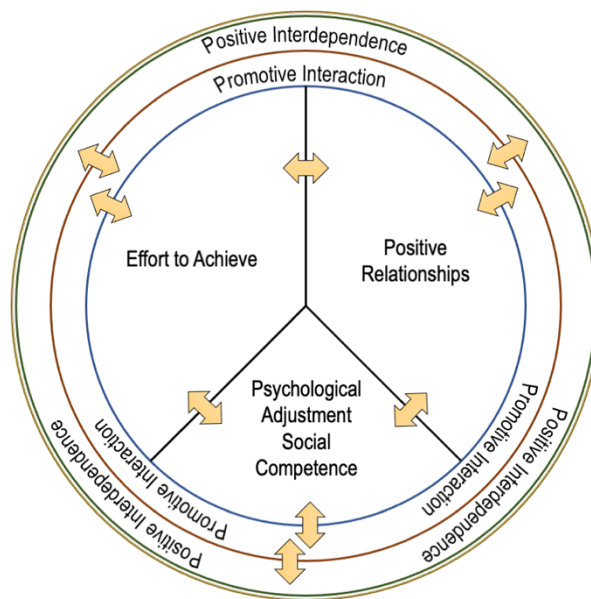 Positive Interdependence
Promotive Interaction
Effort to Achieve
Positive
Relationships
Psychological
Adjustment
Social
Competence
Promotive Interaction
Positive Interdependence
Promotive Interaction
Positive Interdependence